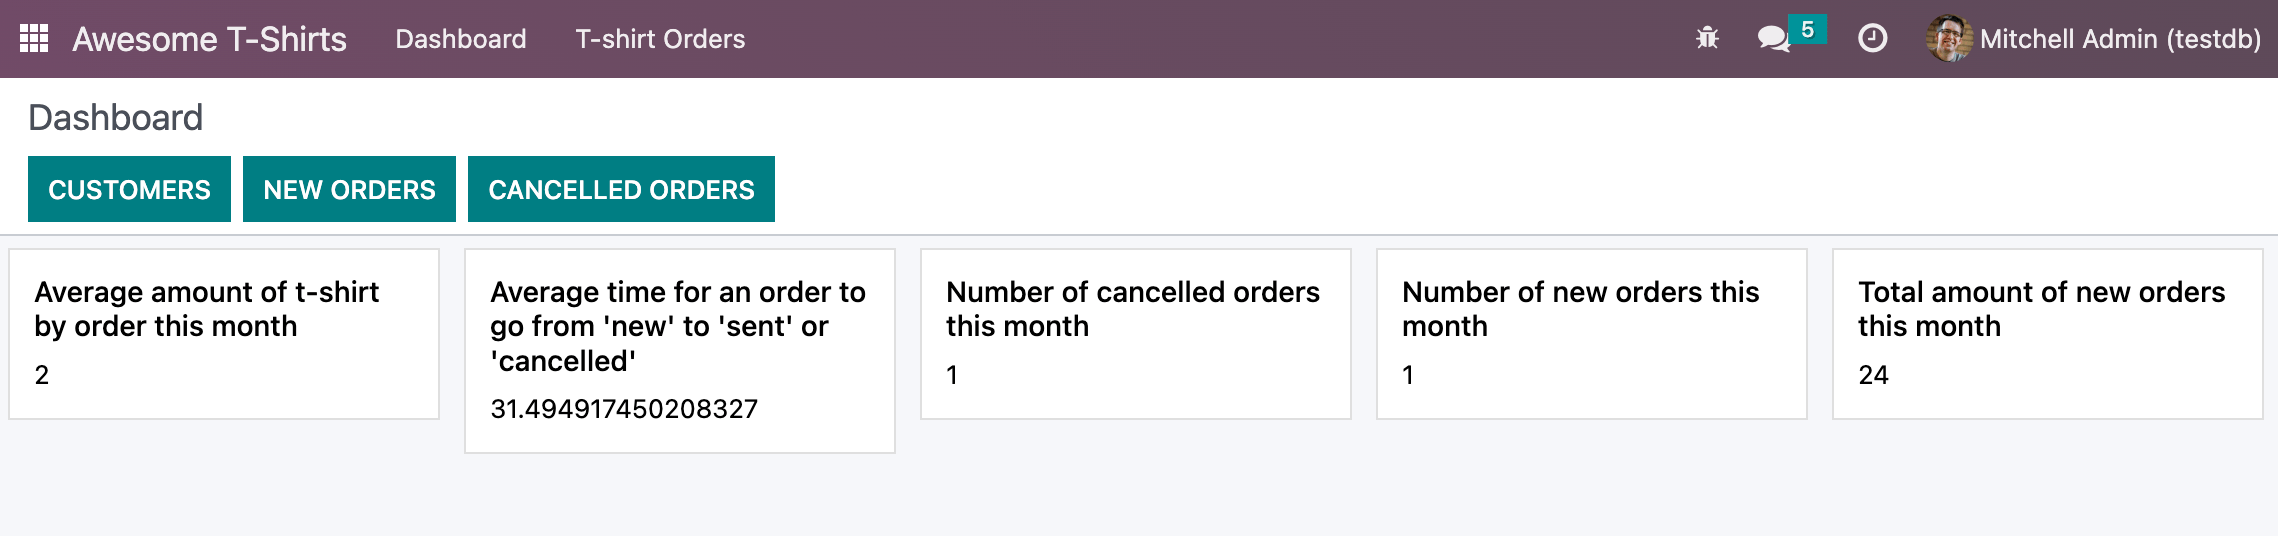 Awesome T-Shirts Dashboard T-shirt Orders 5 Mitchell Admin (testdb)
Dashboard
CUSTOMERS NEW ORDERS CANCELLED ORDERS
Average amount of t-shirt
by order this month
2
Average time for an order to
go from 'new' to 'sent' or
'cancelled'
31.494917450208327
Number of cancelled orders
this month
1
Number of new orders this
month
1
Total amount of new orders
this month
24